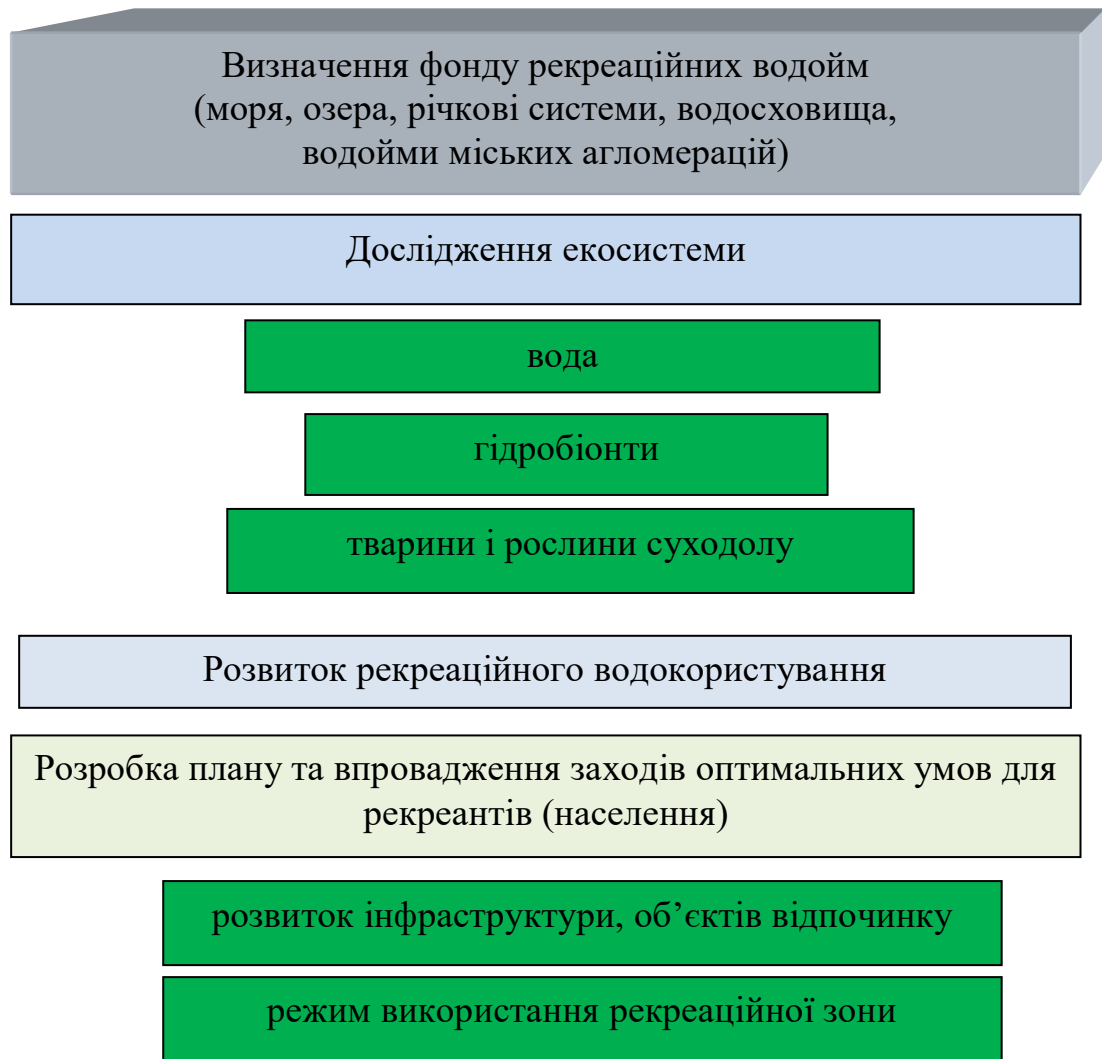 Визначення фонду рекреаційних водойм
(моря, озера, річкові системи, водосховища,
водойми міських агломерацій)
Дослідження екосистеми
вода
гідробіонти
тварини і рослини суходолу
Розвиток рекреаційного водокористування
Розробка плану та впровадження заходів оптимальних умов для
рекреантів (населення)
розвиток інфраструктури, об’єктів відпочинку
режим використання рекреаційної зони